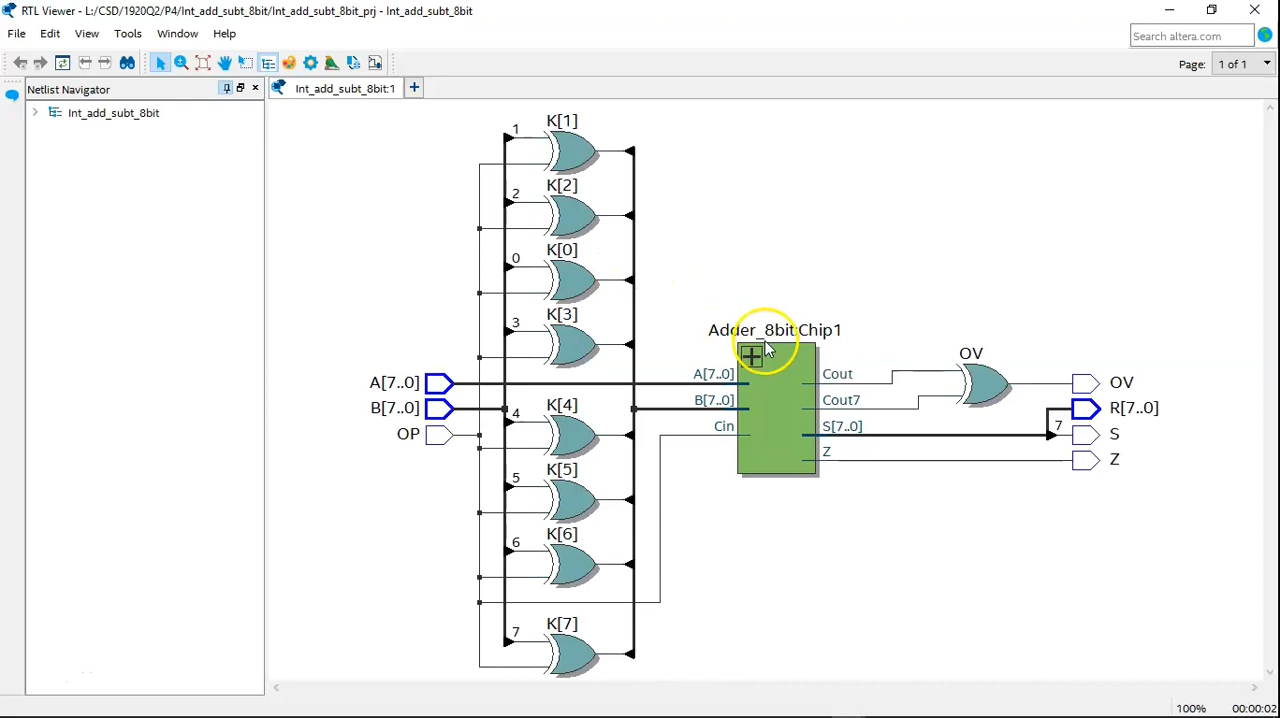 RTL Viewer - L:/CSD/1920Q2/P4/Int_add_subt_8bit/Int_add_subt_8bit_prj - Int_add_subt_8bit
File Edit View Tools Window Help
Search altera.com
Page: 1 of 1
Netlist Navigator
Int_add_subt_8bit:1
Int_add_subt_8bit
K[1]
1
K[2]
2
K[0]
0
K[3]
3
Adder_8bit:Chip1
OV
A[7..0]
A[7..0]
Cout
OV
B[7..0]
B[7..0]
Cout7
R[7..0]
K[4]
4
OP
Cin
S[7..0]
7
S
Z
Z
K[5]
5
K[6]
6
K[7]
7
100%
00:00:02